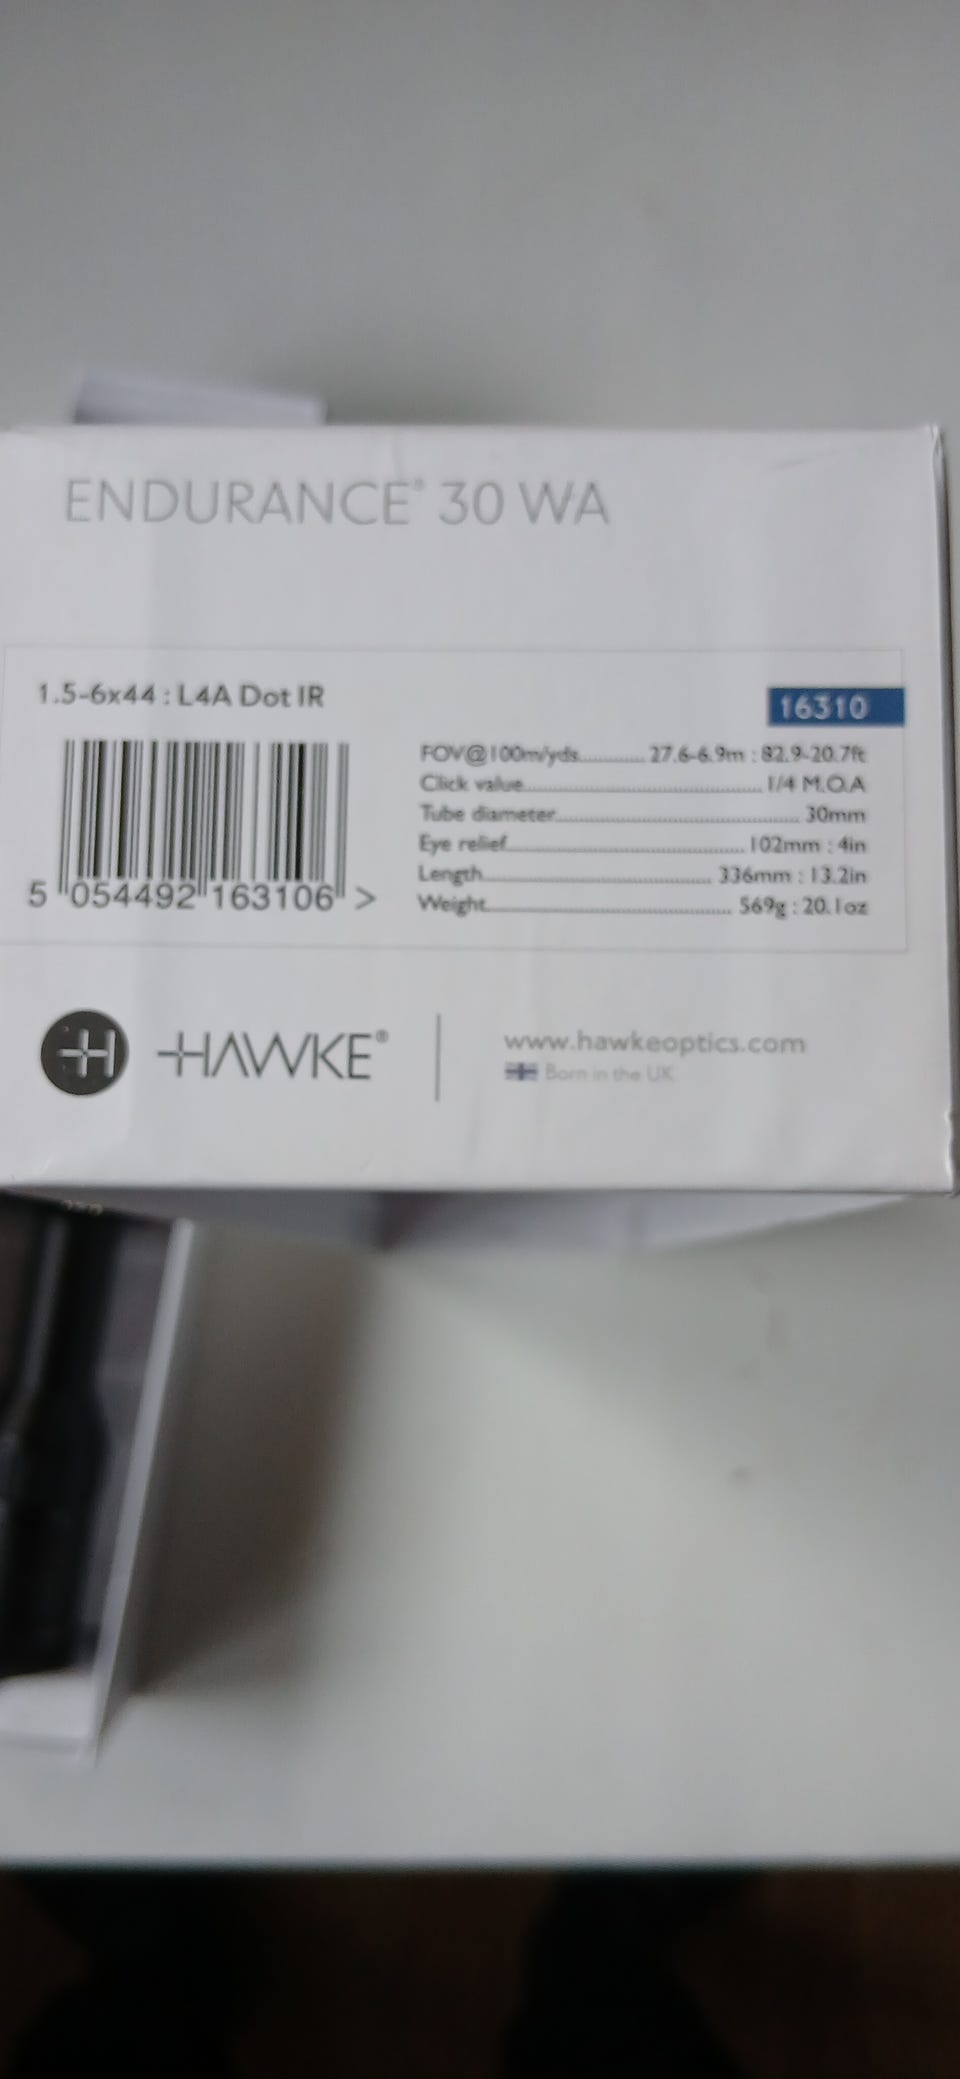 ENDURANCE® 30 WA
1.5-6x44 : L4A Dot IR
16310
FOV@100m/yds............ 27.6-6.9m : 82.9-20.7ft
Click value............ 1/4 M.O.A
Tube diameter............ 30mm
Eye relief............ 102mm : 4in
Length............ 336mm : 13.2in
Weight............ 569g : 20.1oz
5 054492 163106 >
H HAWKE®
www.hawkeoptics.com
Born in the UK